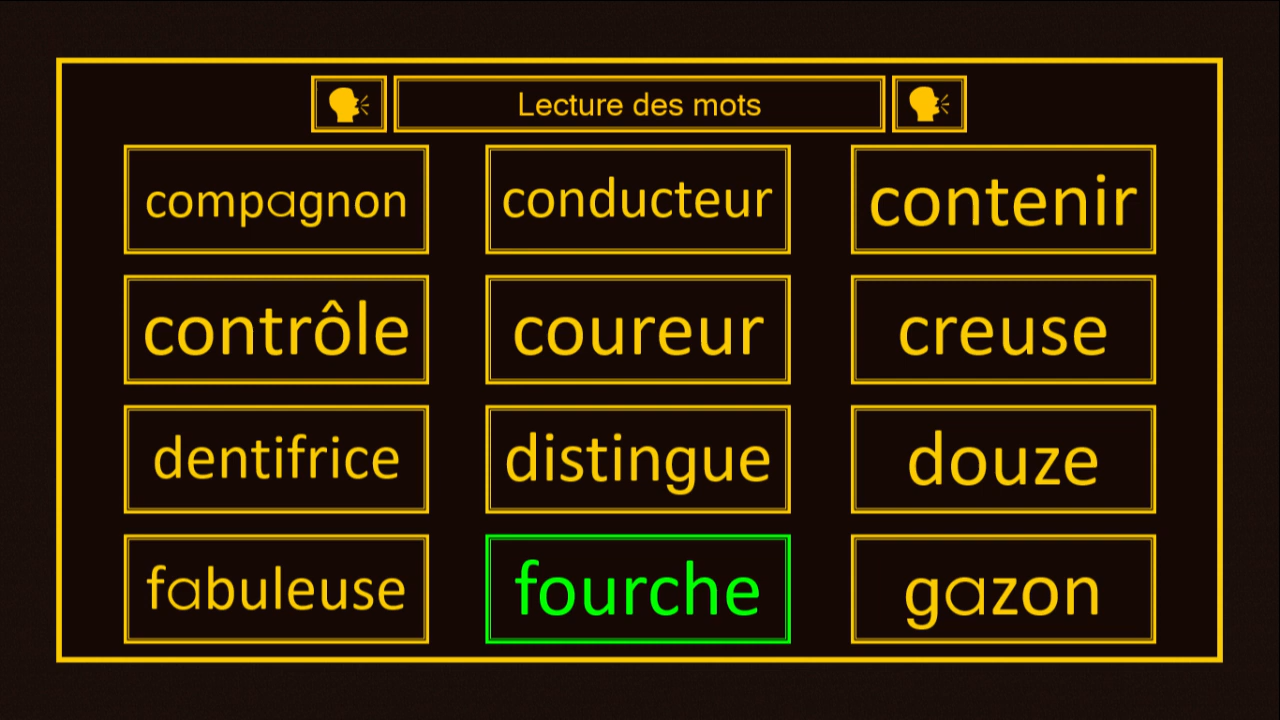 Lecture des mots
compagnon
conducteur
contenir
contrôle
coureur
creuse
dentifrice
distingue
douze
fabuleuse
fourche
gazon